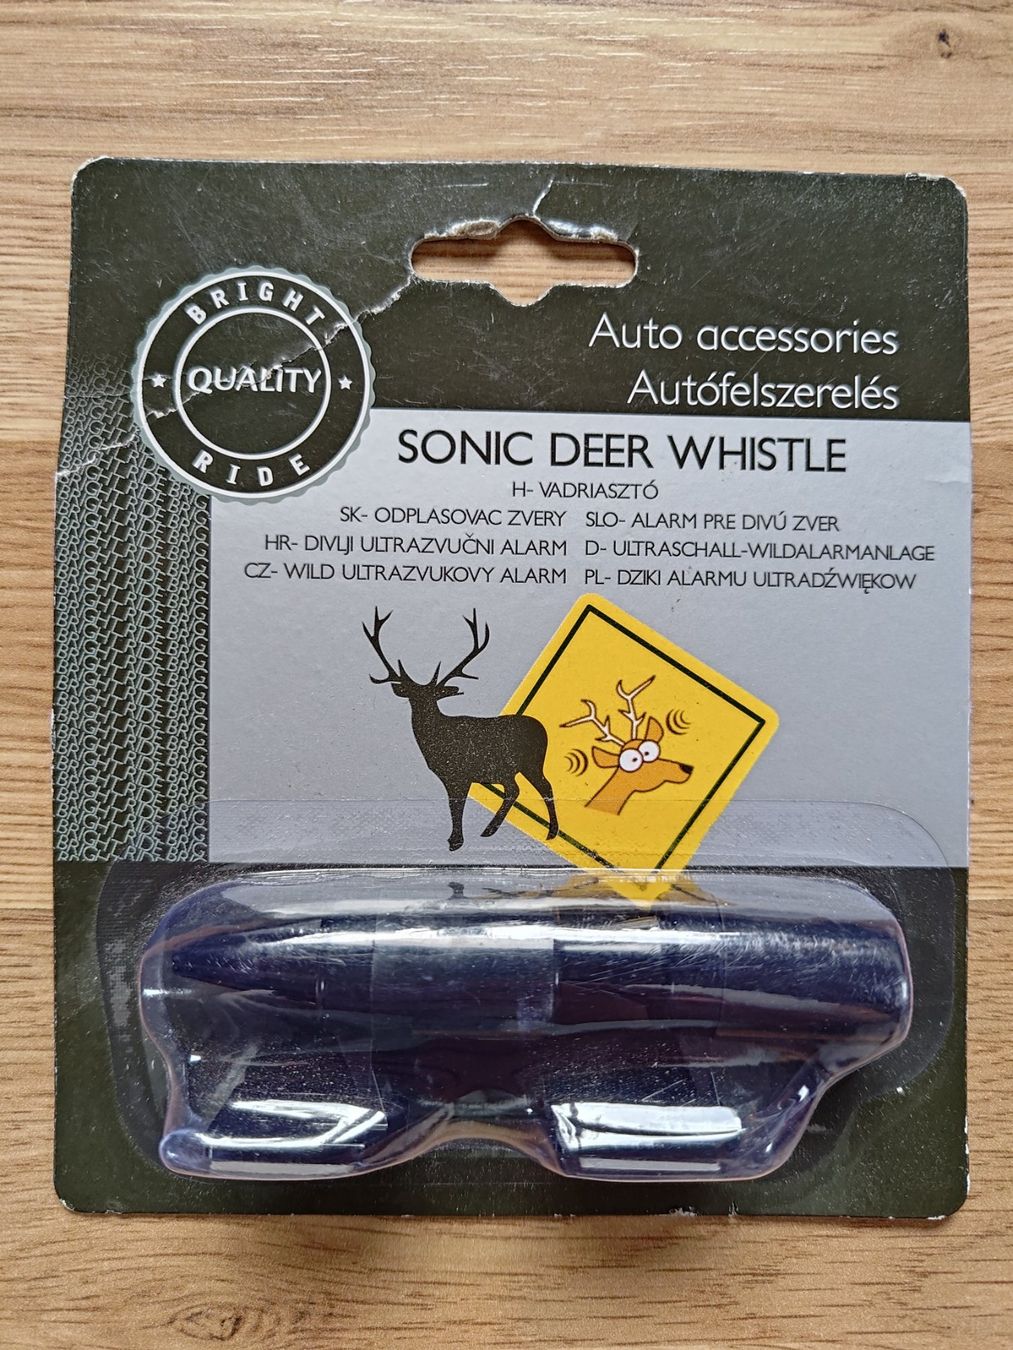 BRIGHT
QUALITY
RIDE
Auto accessories
Autófelszerelés
SONIC DEER WHISTLE
H- VADRIASZTÓ
SK- ODPLASOVAC ZVERY SLO- ALARM PRE DIVÚ ZVER
HR- DIVLJI ULTRAZVUČNI ALARM D- ULTRASCHALL-WILDALARMANLAGE
CZ- WILD ULTRAZVUKOVY ALARM PL- DZIKI ALARMU ULTRADŹWIĘKOW